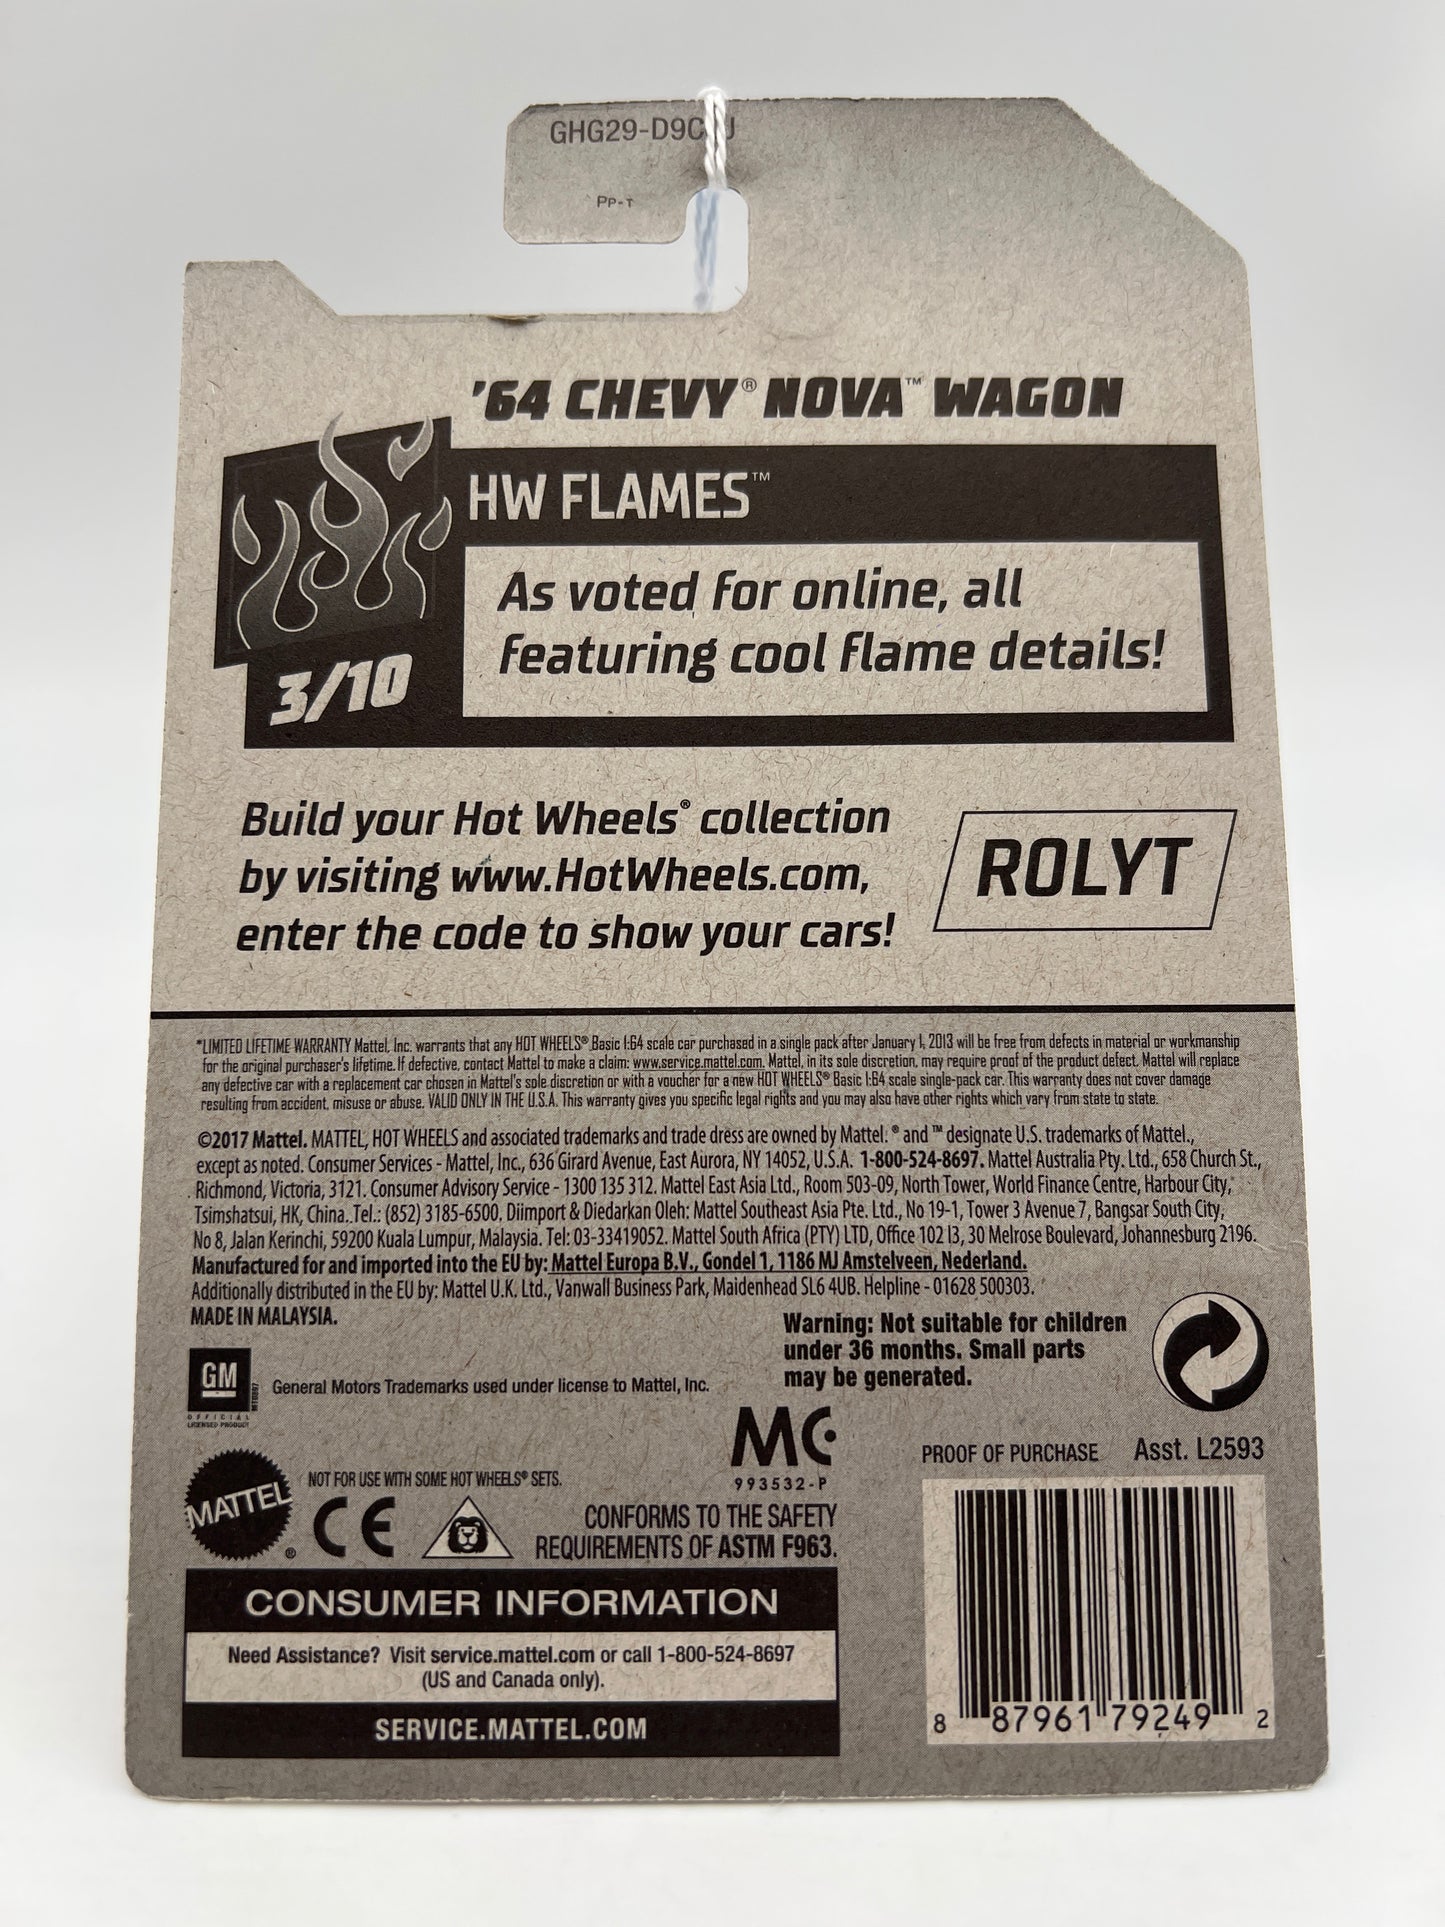 GHG29-D9C
PP-T
'64 CHEVY® NOVA™ WAGON
HW FLAMES™
As voted for online, all
featuring cool flame details!
3/10
Build your Hot Wheels® collection
by visiting www.HotWheels.com,
enter the code to show your cars!
ROLYT
*LIMITED LIFETIME WARRANTY Mattel, Inc. warrants that any HOT WHEELS® Basic 1:64 scale car purchased in a single pack after January 1, 2013 will be free from defects in material or workmanship
for the original purchaser's lifetime. If defective, contact Mattel to make a claim: www.service.mattel.com. Mattel, in its sole discretion, may require proof of the product defect. Mattel will replace
any defective car with a replacement car chosen in Mattel's sole discretion or with a voucher for a new HOT WHEELS® Basic 1:64 scale single-pack car. This warranty does not cover damage
resulting from accident, misuse or abuse. VALID ONLY IN THE U.S.A. This warranty gives you specific legal rights and you may also have other rights which vary from state to state.
©2017 Mattel. MATTEL, HOT WHEELS and associated trademarks and trade dress are owned by Mattel. ® and ™ designate U.S. trademarks of Mattel.,
except as noted. Consumer Services - Mattel, Inc., 636 Girard Avenue, East Aurora, NY 14052, U.S.A. 1-800-524-8697. Mattel Australia Pty. Ltd., 658 Church St.,
Richmond, Victoria, 3121. Consumer Advisory Service - 1300 135 312. Mattel East Asia Ltd., Room 503-09, North Tower, World Finance Centre, Harbour City,
Tsimshatsui, HK, China. Tel.: (852) 3185-6500. Diimport & Diedarkan Oleh: Mattel Southeast Asia Pte. Ltd., No 19-1, Tower 3 Avenue 7, Bangsar South City,
No 8, Jalan Kerinchi, 59200 Kuala Lumpur, Malaysia. Tel: 03-33419052. Mattel South Africa (PTY) LTD, Office 102 I3, 30 Melrose Boulevard, Johannesburg 2196.
Manufactured for and imported into the EU by: Mattel Europa B.V., Gondel 1, 1186 MJ Amstelveen, Nederland.
Additionally distributed in the EU by: Mattel U.K. Ltd., Vanwall Business Park, Maidenhead SL6 4UB. Helpline - 01628 500303.
MADE IN MALAYSIA.
Warning: Not suitable for children
under 36 months. Small parts
may be generated.
GM
OFFICIAL
LICENSED PRODUCT
General Motors Trademarks used under license to Mattel, Inc.
MC
993532-P
PROOF OF PURCHASE Asst. L2593
NOT FOR USE WITH SOME HOT WHEELS® SETS.
MATTEL®
CE
CONFORMS TO THE SAFETY
REQUIREMENTS OF ASTM F963.
CONSUMER INFORMATION
Need Assistance? Visit service.mattel.com or call 1-800-524-8697
(US and Canada only).
SERVICE.MATTEL.COM
8 87961 79249 2